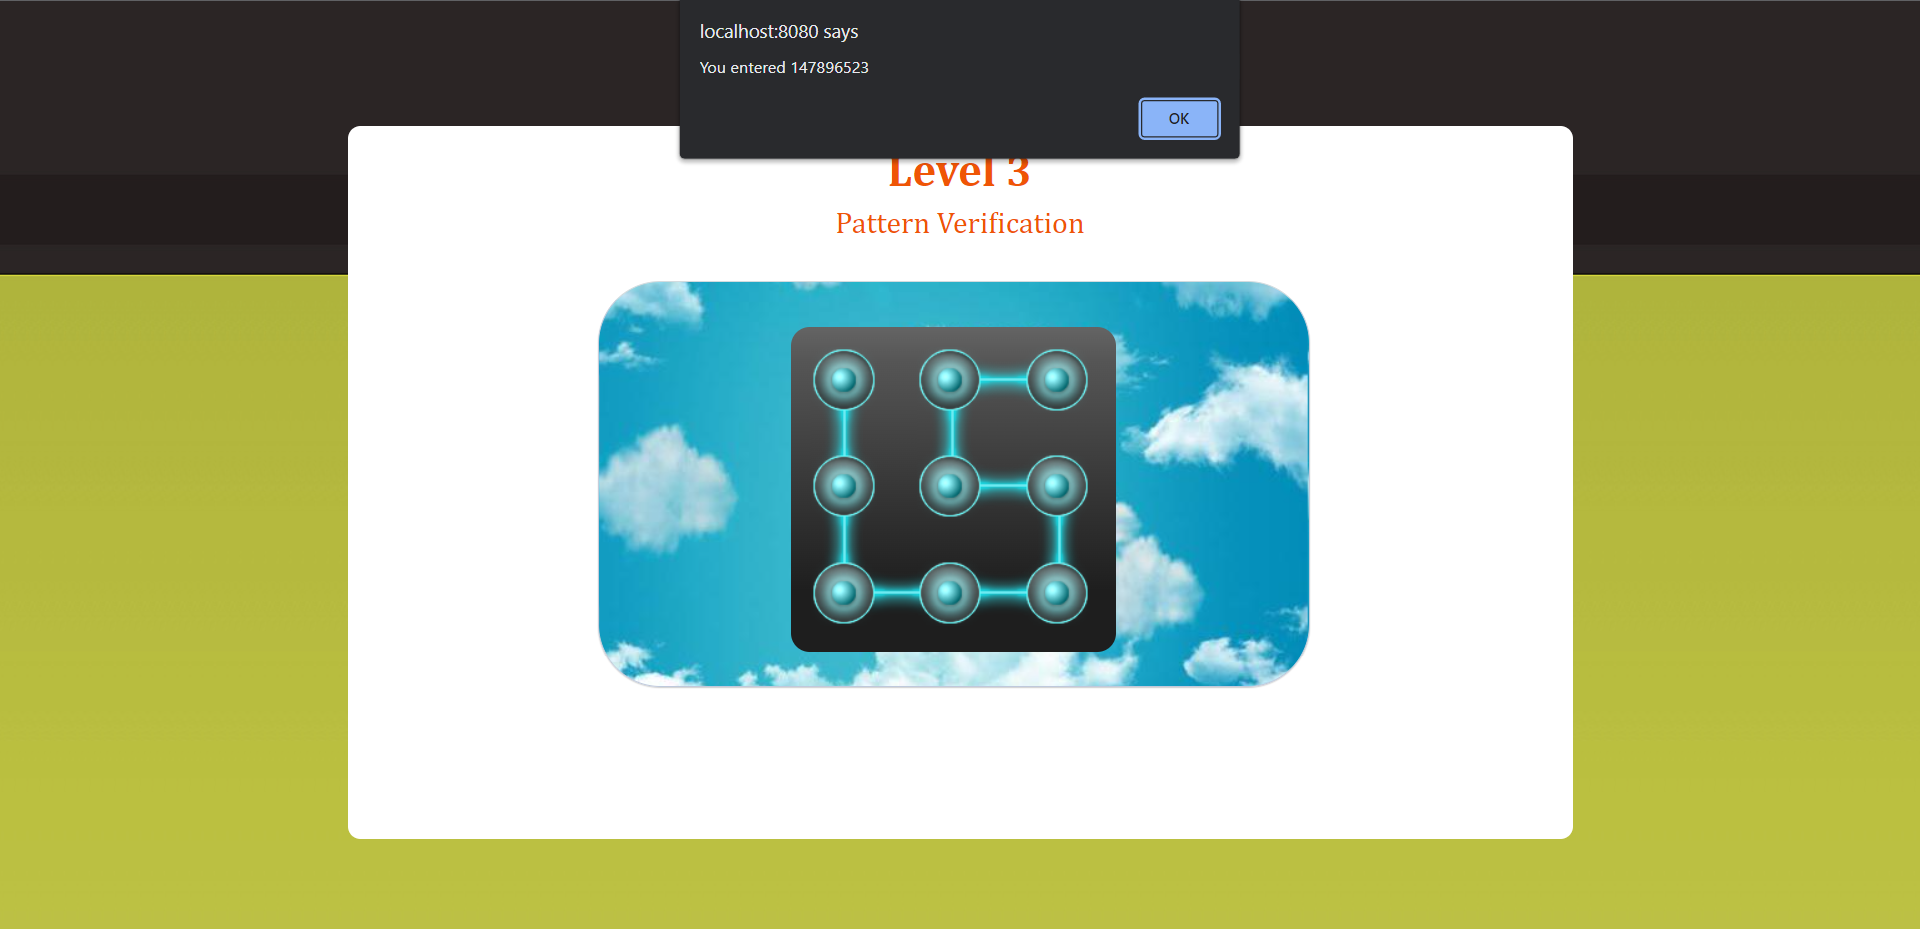 localhost:8080 says
You entered 147896523
OK
Level 3
Pattern Verification